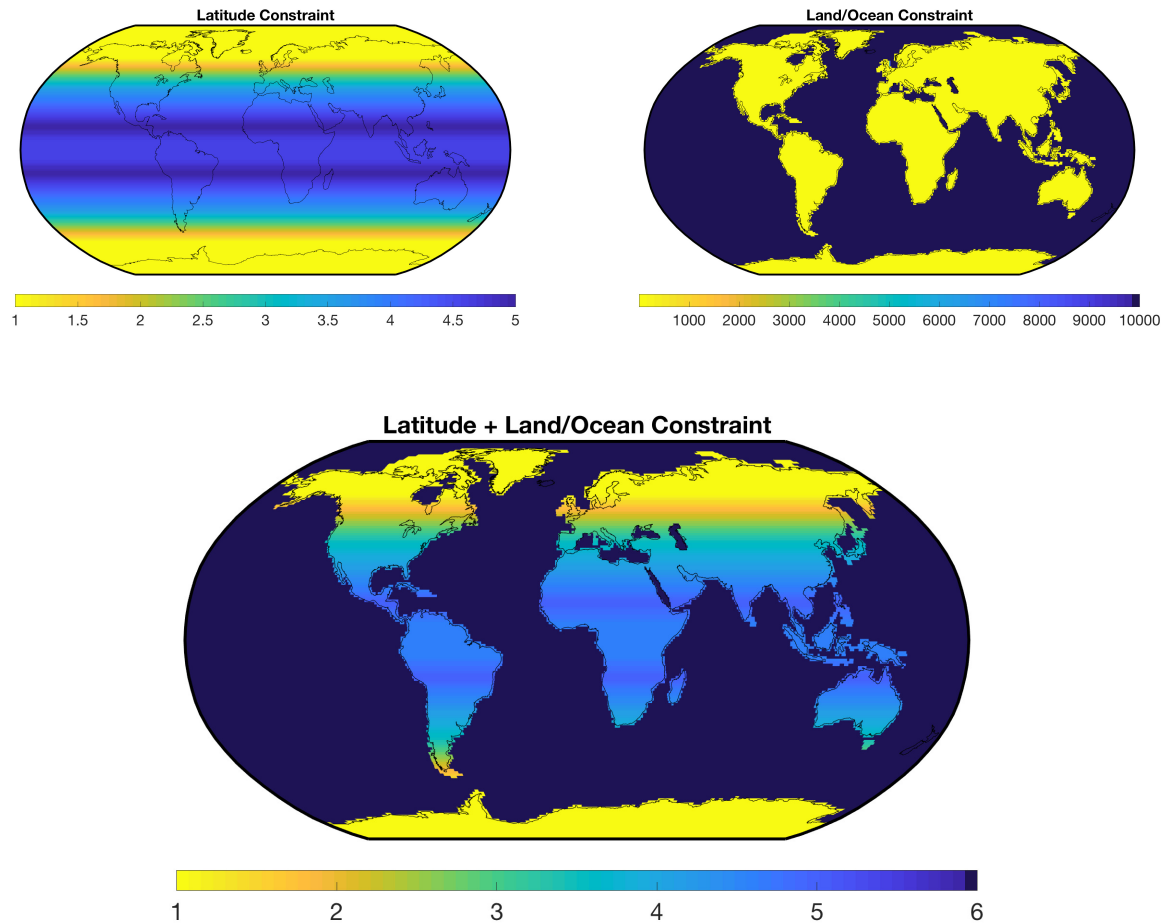 Latitude Constraint
1 1.5 2 2.5 3 3.5 4 4.5 5
Land/Ocean Constraint
1000 2000 3000 4000 5000 6000 7000 8000 9000 10000
Latitude + Land/Ocean Constraint
1 2 3 4 5 6